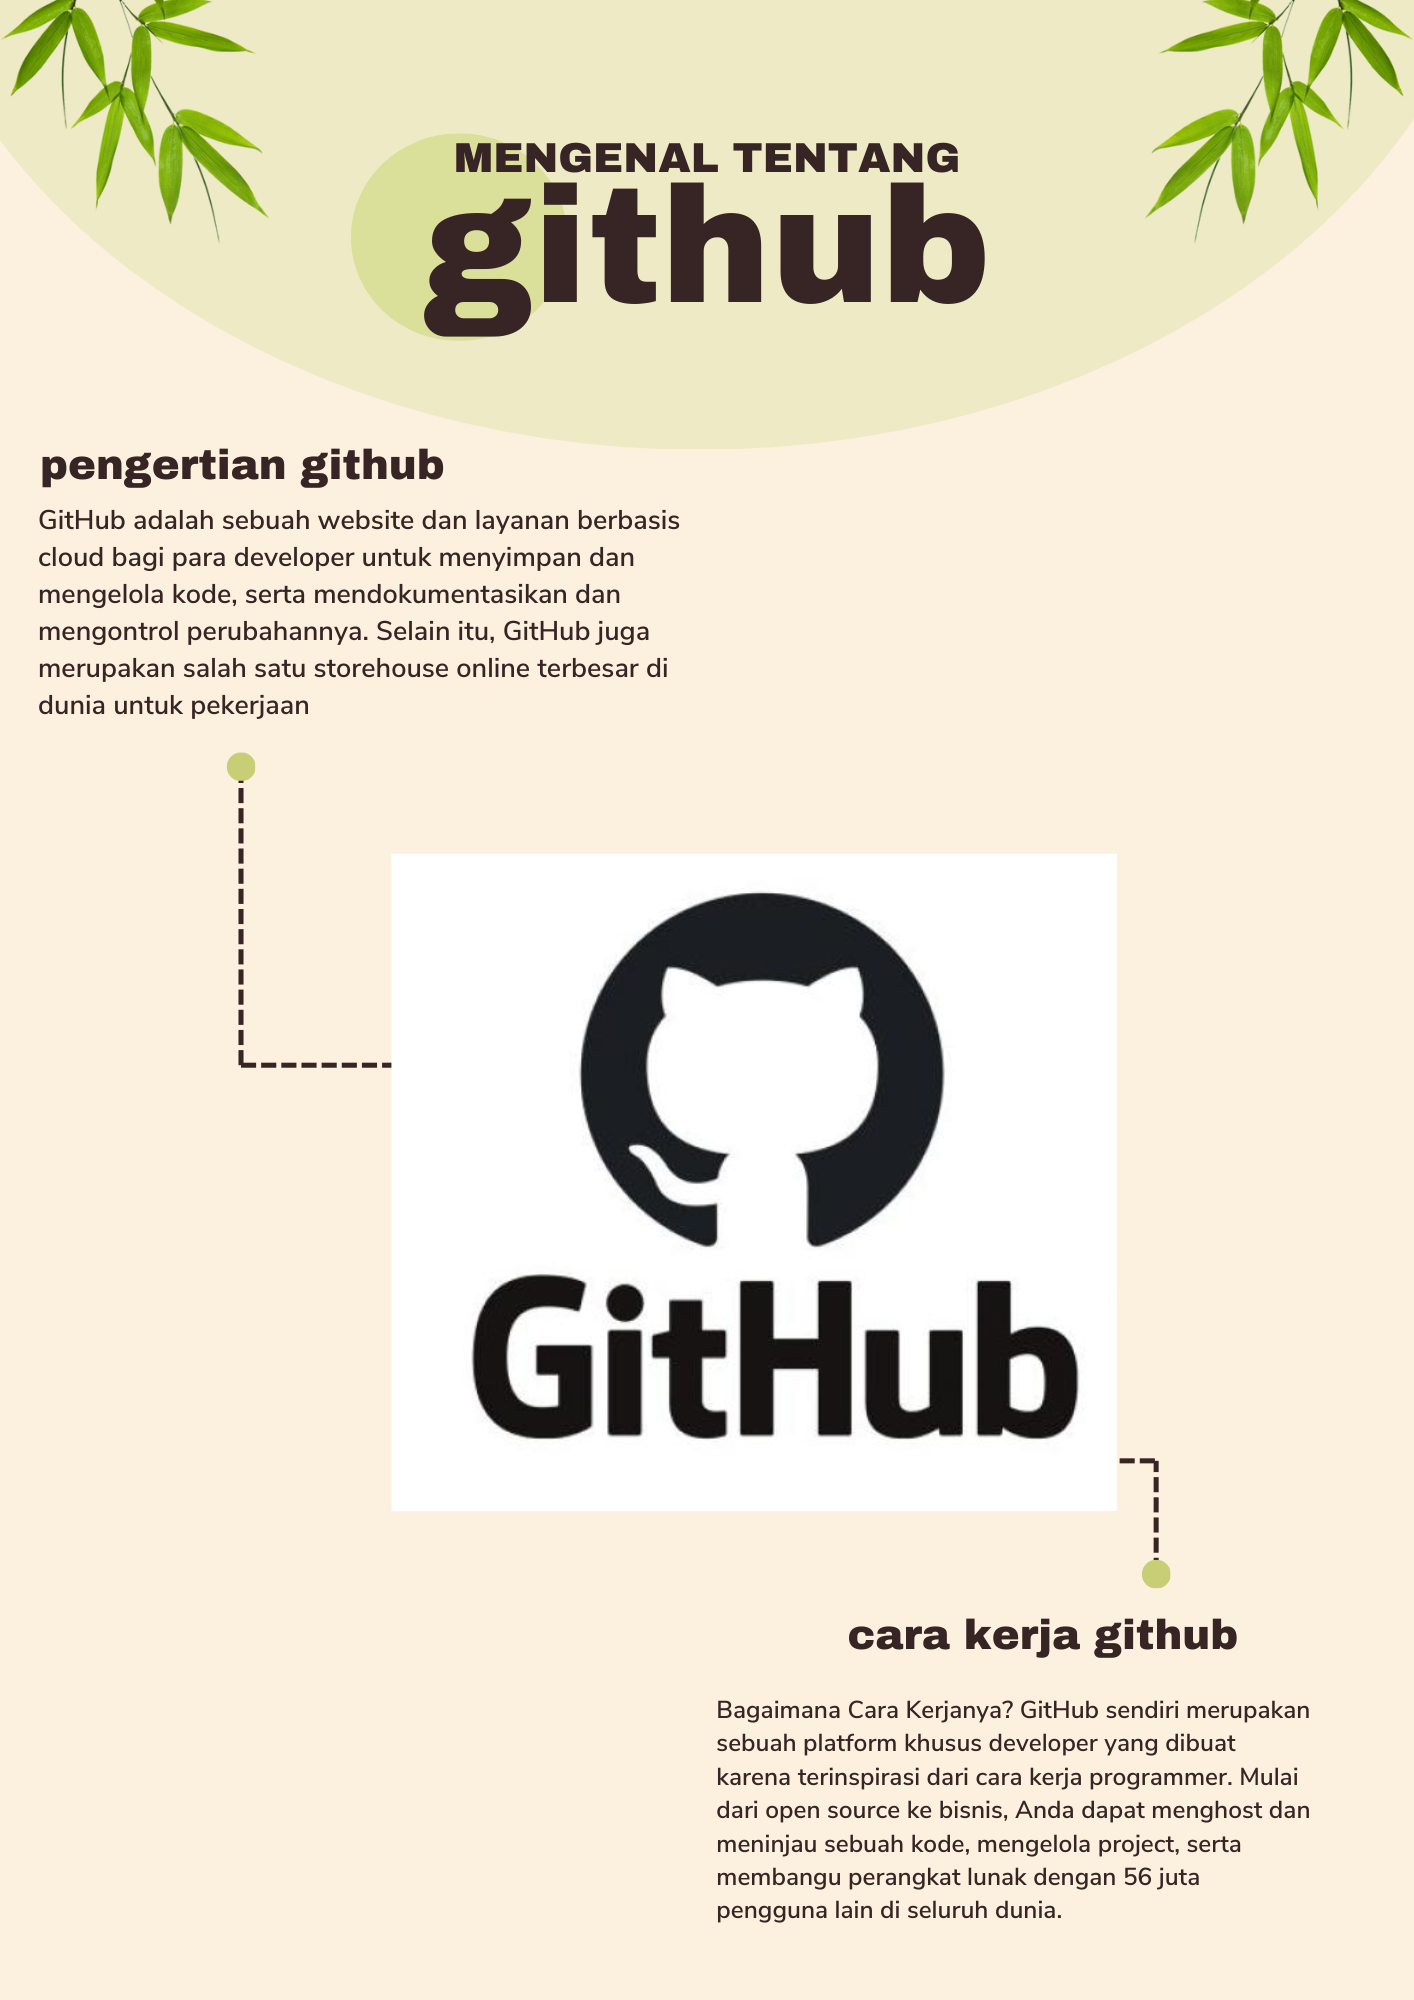 MENGENAL TENTANG
github
pengertian github
GitHub adalah sebuah website dan layanan berbasis
cloud bagi para developer untuk menyimpan dan
mengelola kode, serta mendokumentasikan dan
mengontrol perubahannya. Selain itu, GitHub juga
merupakan salah satu storehouse online terbesar di
dunia untuk pekerjaan
GitHub
cara kerja github
Bagaimana Cara Kerjanya? GitHub sendiri merupakan
sebuah platform khusus developer yang dibuat
karena terinspirasi dari cara kerja programmer. Mulai
dari open source ke bisnis, Anda dapat menghost dan
meninjau sebuah kode, mengelola project, serta
membangu perangkat lunak dengan 56 juta
pengguna lain di seluruh dunia.